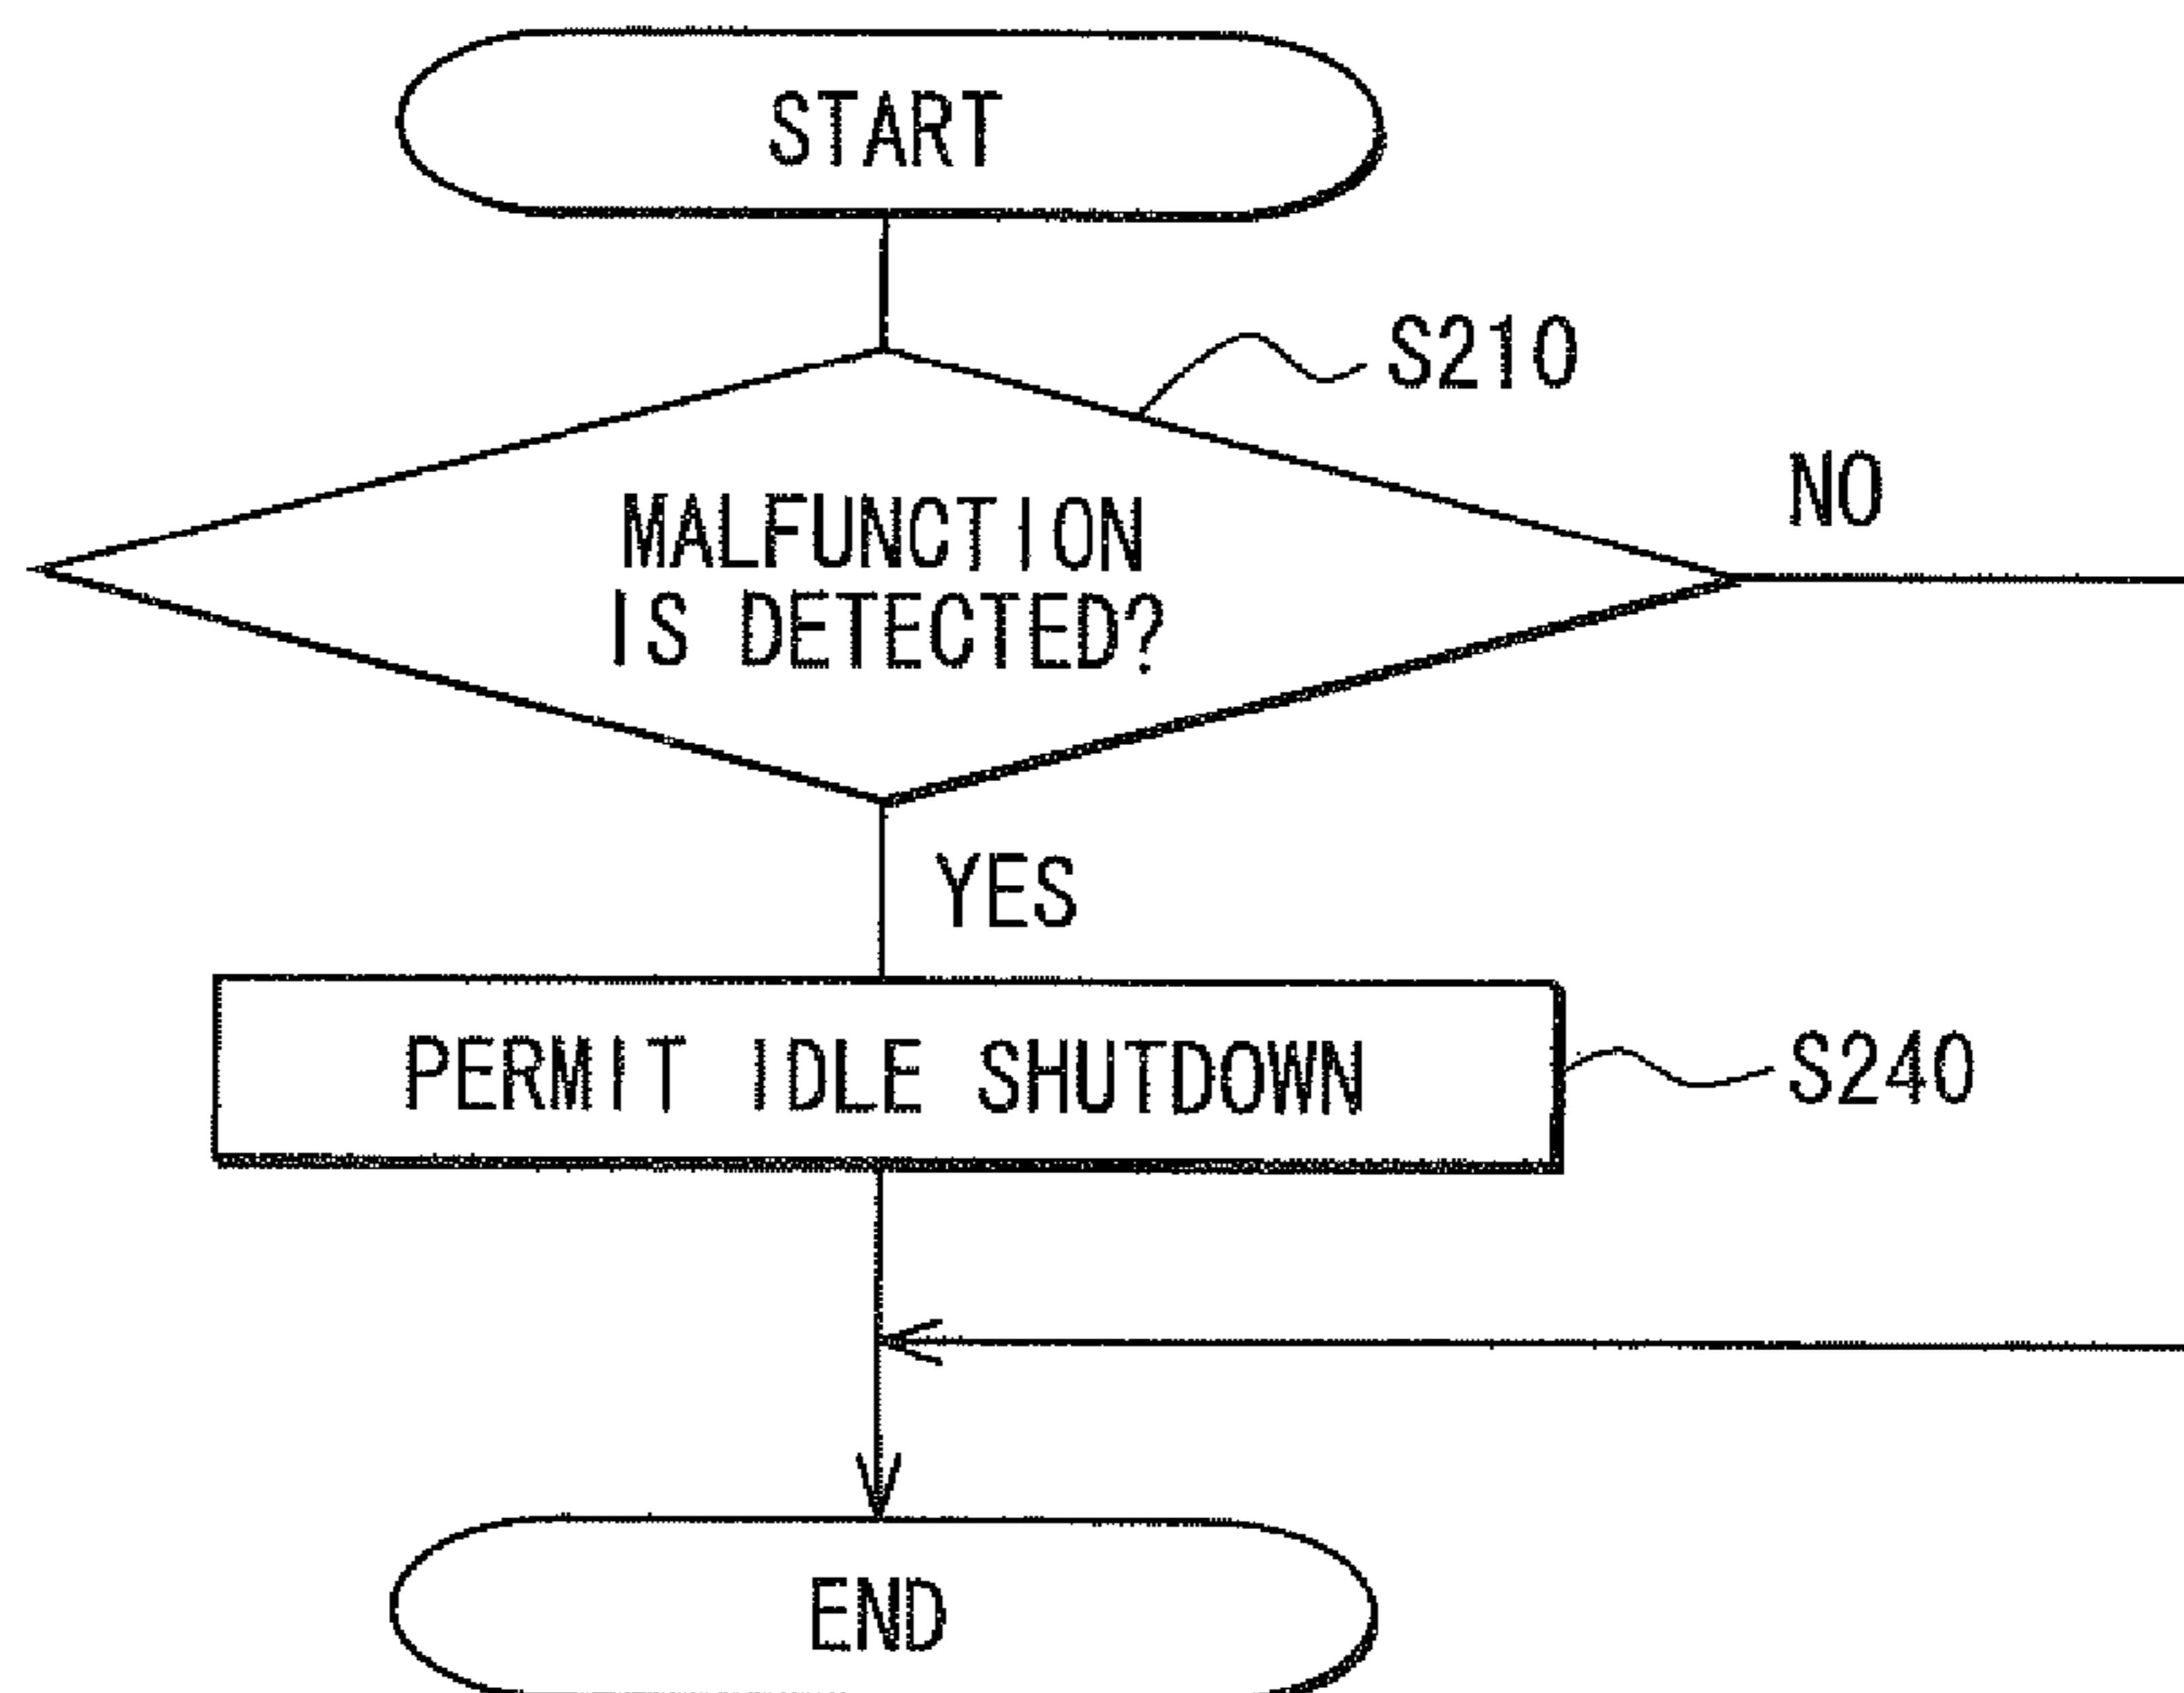 START
S210
NO
MALFUNCTION
IS DETECTED?
YES
PERMIT IDLE SHUTDOWN
S240
END